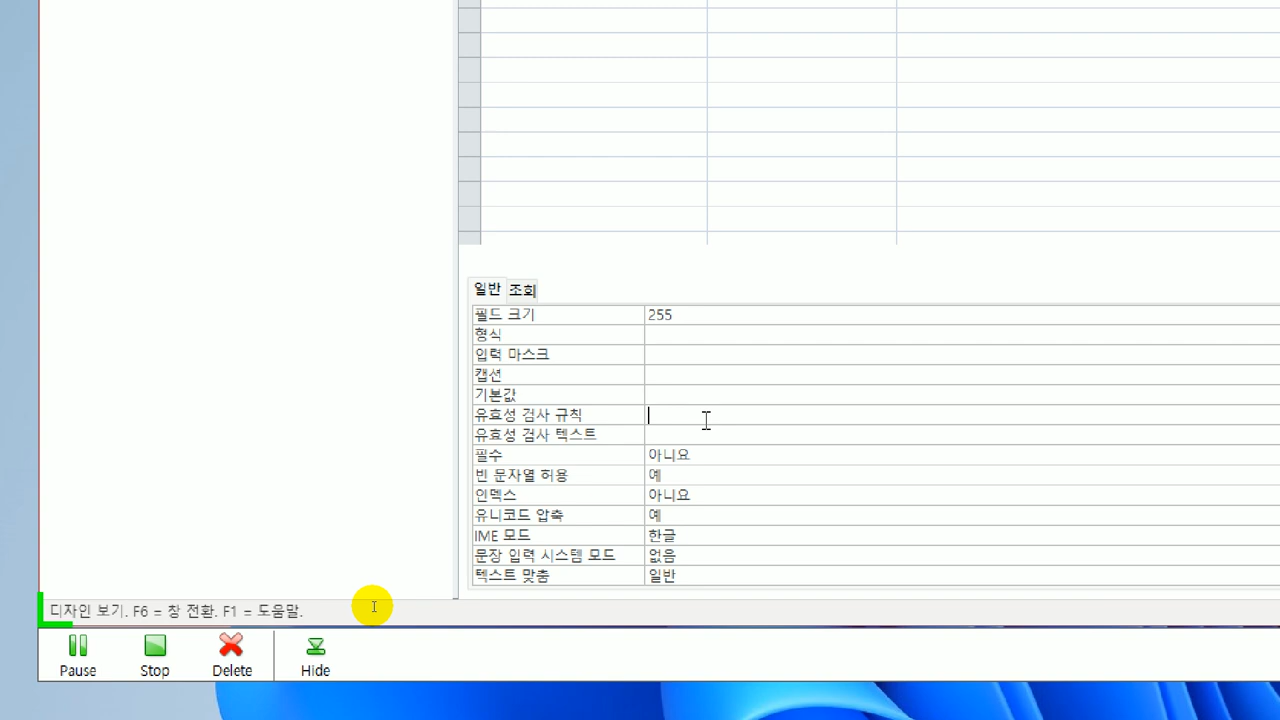 일반 조회
필드 크기 255
형식
입력 마스크
캡션
기본값
유효성 검사 규칙
유효성 검사 텍스트
필수 아니요
빈 문자열 허용 예
인덱스 아니요
유니코드 압축 예
IME 모드 한글
문장 입력 시스템 모드 없음
텍스트 맞춤 일반
디자인 보기. F6 = 창 전환. F1 = 도움말.
Pause Stop Delete Hide